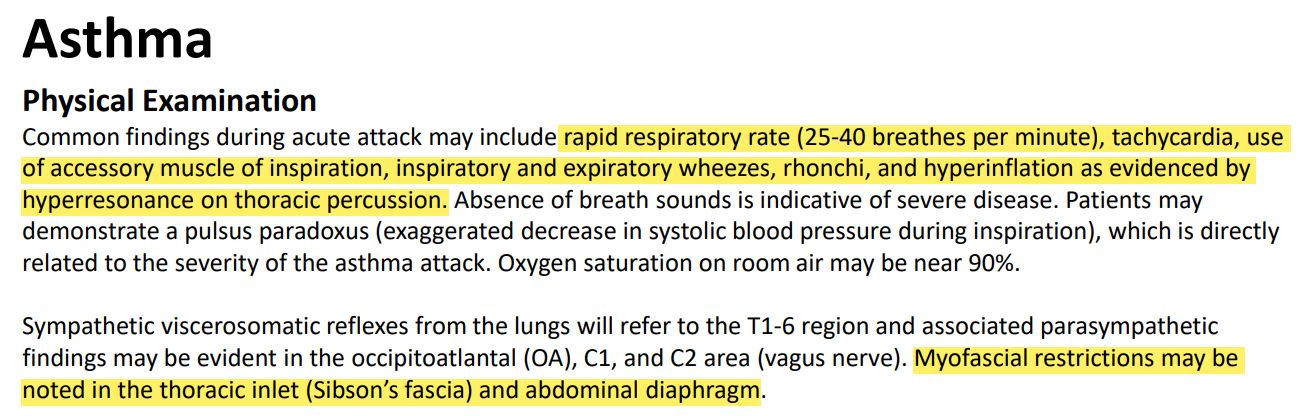 Asthma
Physical Examination
Common findings during acute attack may include rapid respiratory rate (25-40 breathes per minute), tachycardia, use
of accessory muscle of inspiration, inspiratory and expiratory wheezes, rhonchi, and hyperinflation as evidenced by
hyperresonance on thoracic percussion. Absence of breath sounds is indicative of severe disease. Patients may
demonstrate a pulsus paradoxus (exaggerated decrease in systolic blood pressure during inspiration), which is directly
related to the severity of the asthma attack. Oxygen saturation on room air may be near 90%.
Sympathetic viscerosomatic reflexes from the lungs will refer to the T1-6 region and associated parasympathetic
findings may be evident in the occipitoatlantal (OA), C1, and C2 area (vagus nerve). Myofascial restrictions may be
noted in the thoracic inlet (Sibson’s fascia) and abdominal diaphragm.